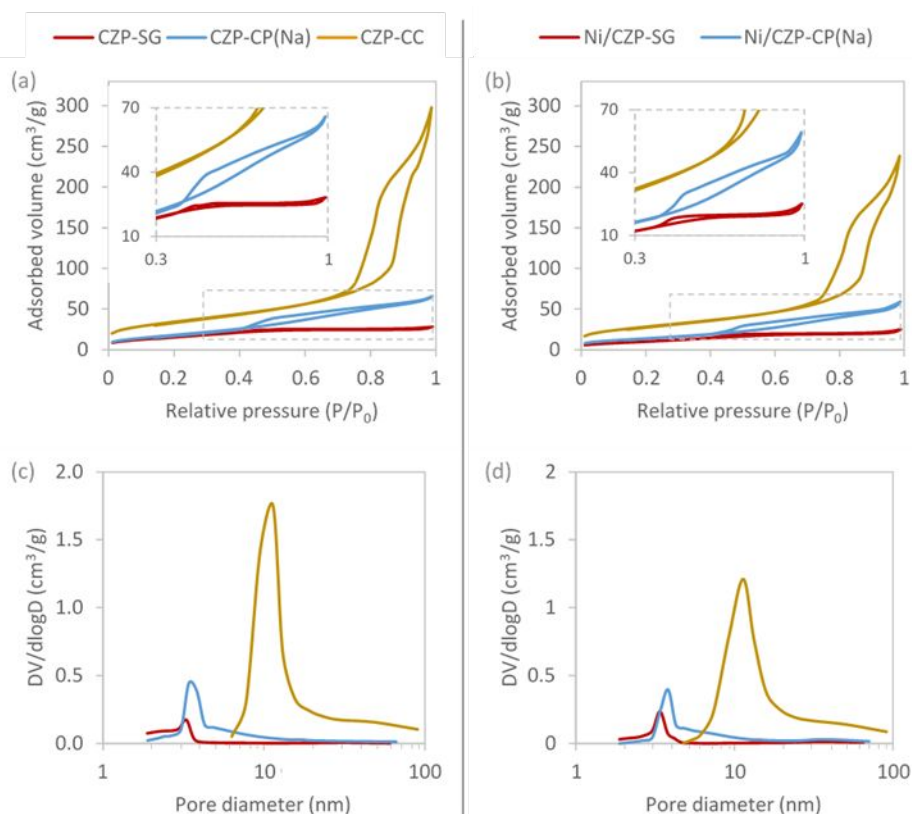 CZP-SG CZP-CP(Na) CZP-CC
Ni/CZP-SG Ni/CZP-CP(Na)
(a)
Adsorbed volume (cm³/g)
300
250
200
150
100
50
0
70
40
10
0.3 1
0 0.2 0.4 0.6 0.8 1
Relative pressure (P/P₀)
(b)
Adsorbed volume (cm³/g)
300
250
200
150
100
50
0
70
40
10
0.3 1
0 0.2 0.4 0.6 0.8 1
Relative pressure (P/P₀)
(c)
DV/dlogD (cm³/g)
2.0
1.5
1.0
0.5
0.0
1 10 100
Pore diameter (nm)
(d)
DV/dlogD (cm³/g)
2
1.5
1
0.5
0.0
1 10 100
Pore diameter (nm)